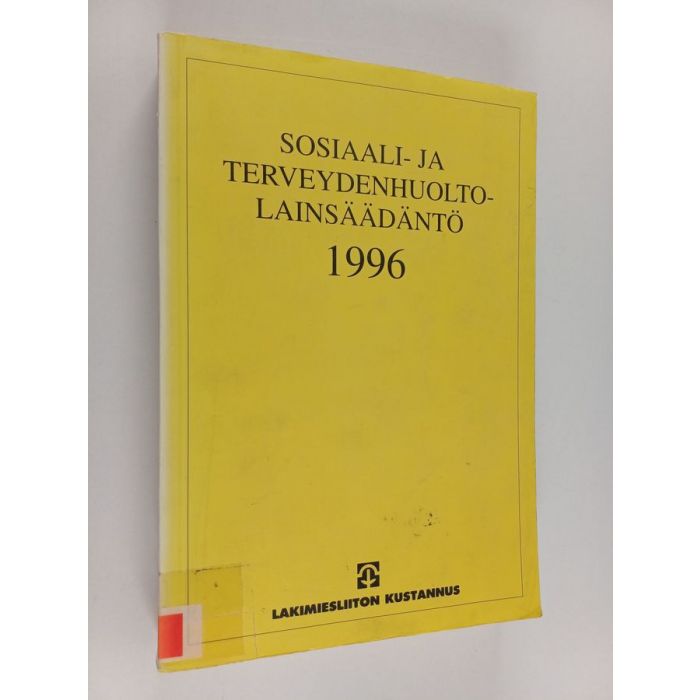 SOSIAALI- JA
TERVEYDENHUOLTO-
LAINSÄÄDÄNTÖ
1996
LAKIMIESLIITON KUSTANNUS